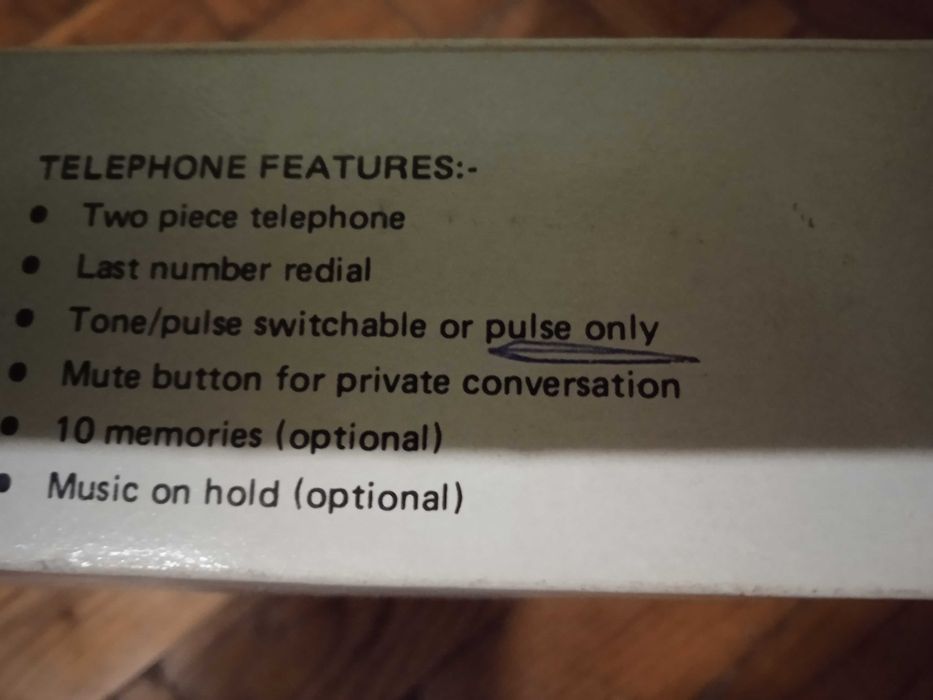 TELEPHONE FEATURES:-
• Two piece telephone
• Last number redial
• Tone/pulse switchable or pulse only
• Mute button for private conversation
• 10 memories (optional)
• Music on hold (optional)